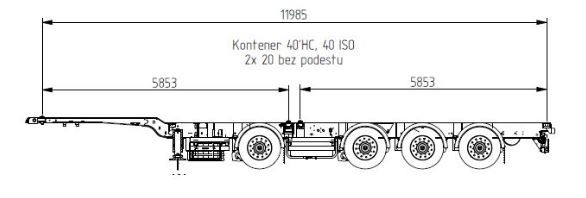 11985
Kontener 40'HC, 40 ISO
2x 20 bez podestu
5853
5853